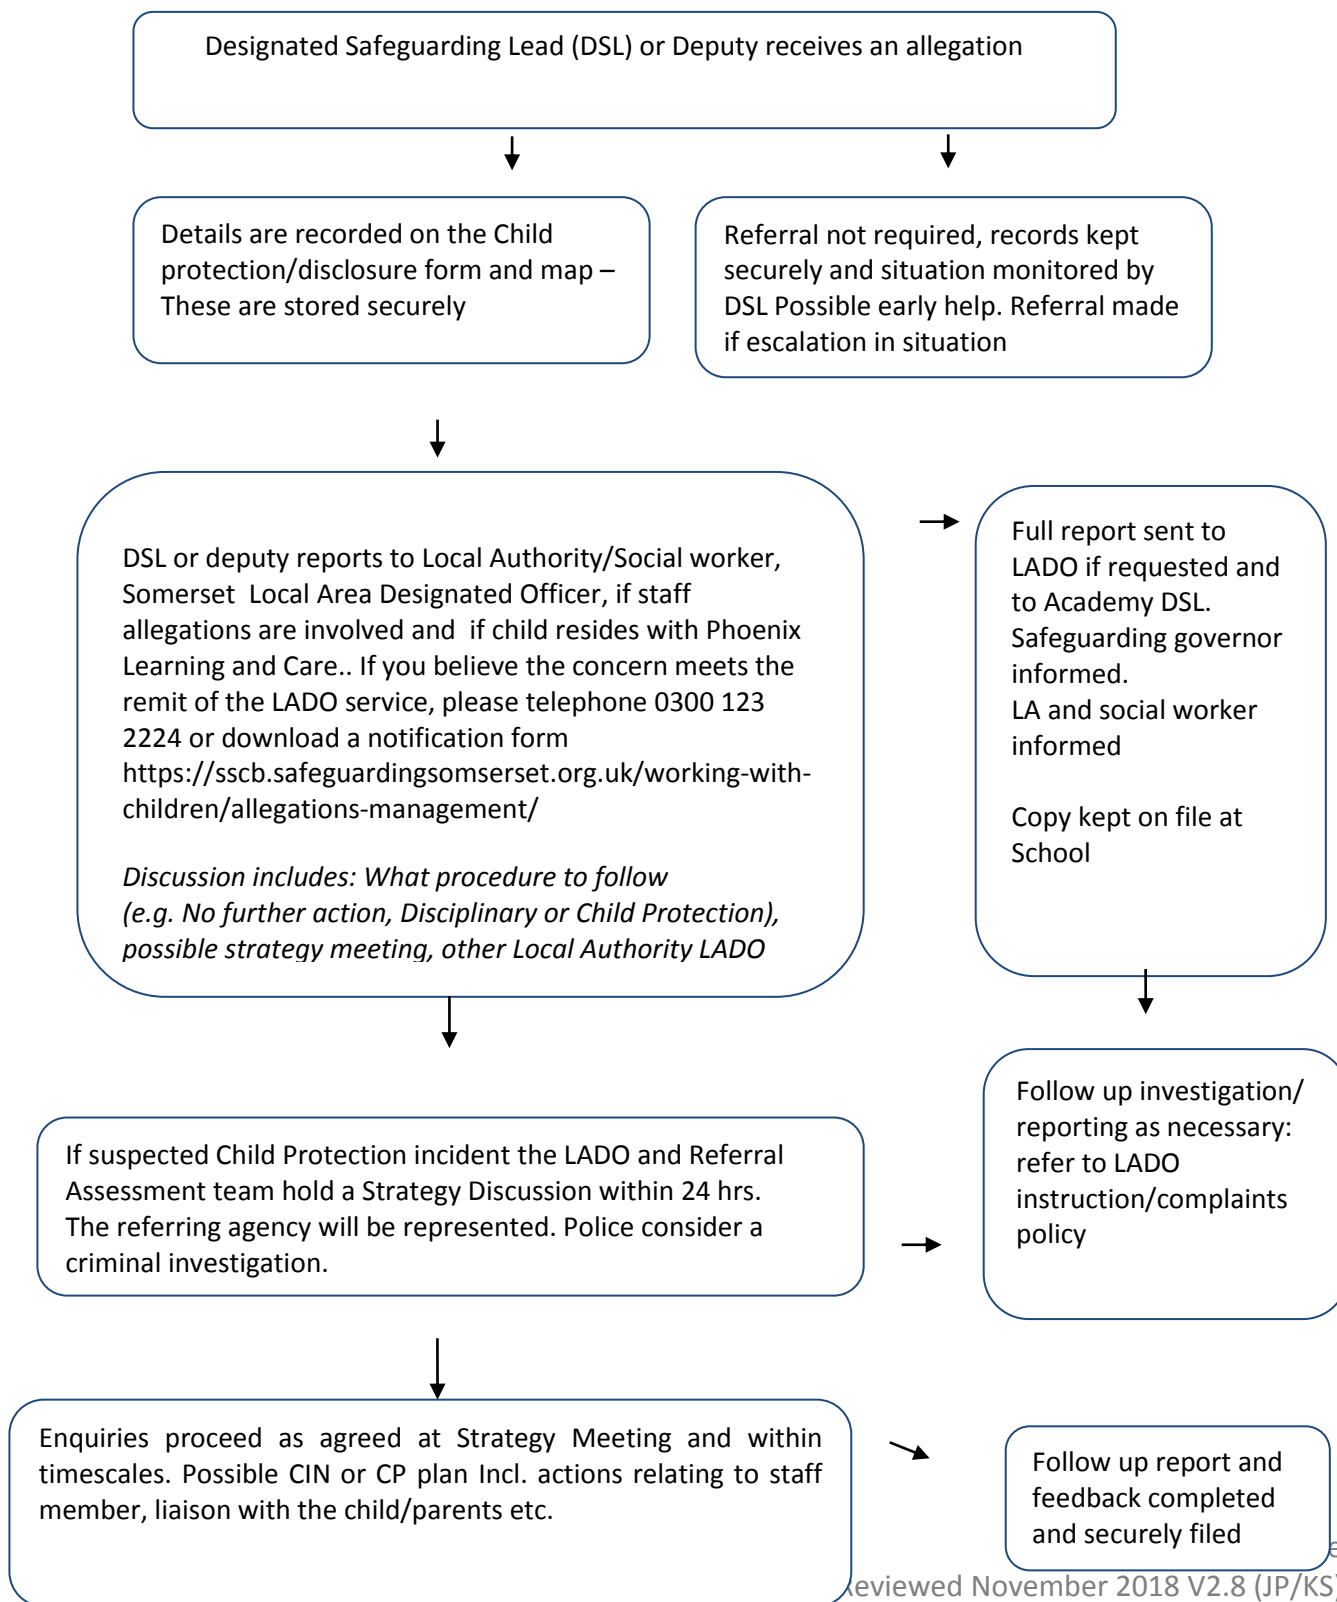 Designated Safeguarding Lead (DSL) or Deputy receives an allegation
Details are recorded on the Child
protection/disclosure form and map –
These are stored securely
Referral not required, records kept
securely and situation monitored by
DSL Possible early help. Referral made
if escalation in situation
DSL or deputy reports to Local Authority/Social worker,
Somerset  Local Area Designated Officer, if staff
allegations are involved and  if child resides with Phoenix
Learning and Care.. If you believe the concern meets the
remit of the LADO service, please telephone 0300 123
2224 or download a notification form
https://sscb.safeguardingsomserset.org.uk/working-with-
children/allegations-management/
Discussion includes: What procedure to follow
(e.g. No further action, Disciplinary or Child Protection),
possible strategy meeting, other Local Authority LADO
Full report sent to
LADO if requested and
to Academy DSL.
Safeguarding governor
informed.
LA and social worker
informed
Copy kept on file at
School
If suspected Child Protection incident the LADO and Referral
Assessment team hold a Strategy Discussion within 24 hrs.
The referring agency will be represented. Police consider a
criminal investigation.
Follow up investigation/
reporting as necessary:
refer to LADO
instruction/complaints
policy
Enquiries proceed as agreed at Strategy Meeting and within
timescales. Possible CIN or CP plan Incl. actions relating to staff
member, liaison with the child/parents etc.
Follow up report and
feedback completed
and securely filed
eviewed November 2018 V2.8 (JP/KS)